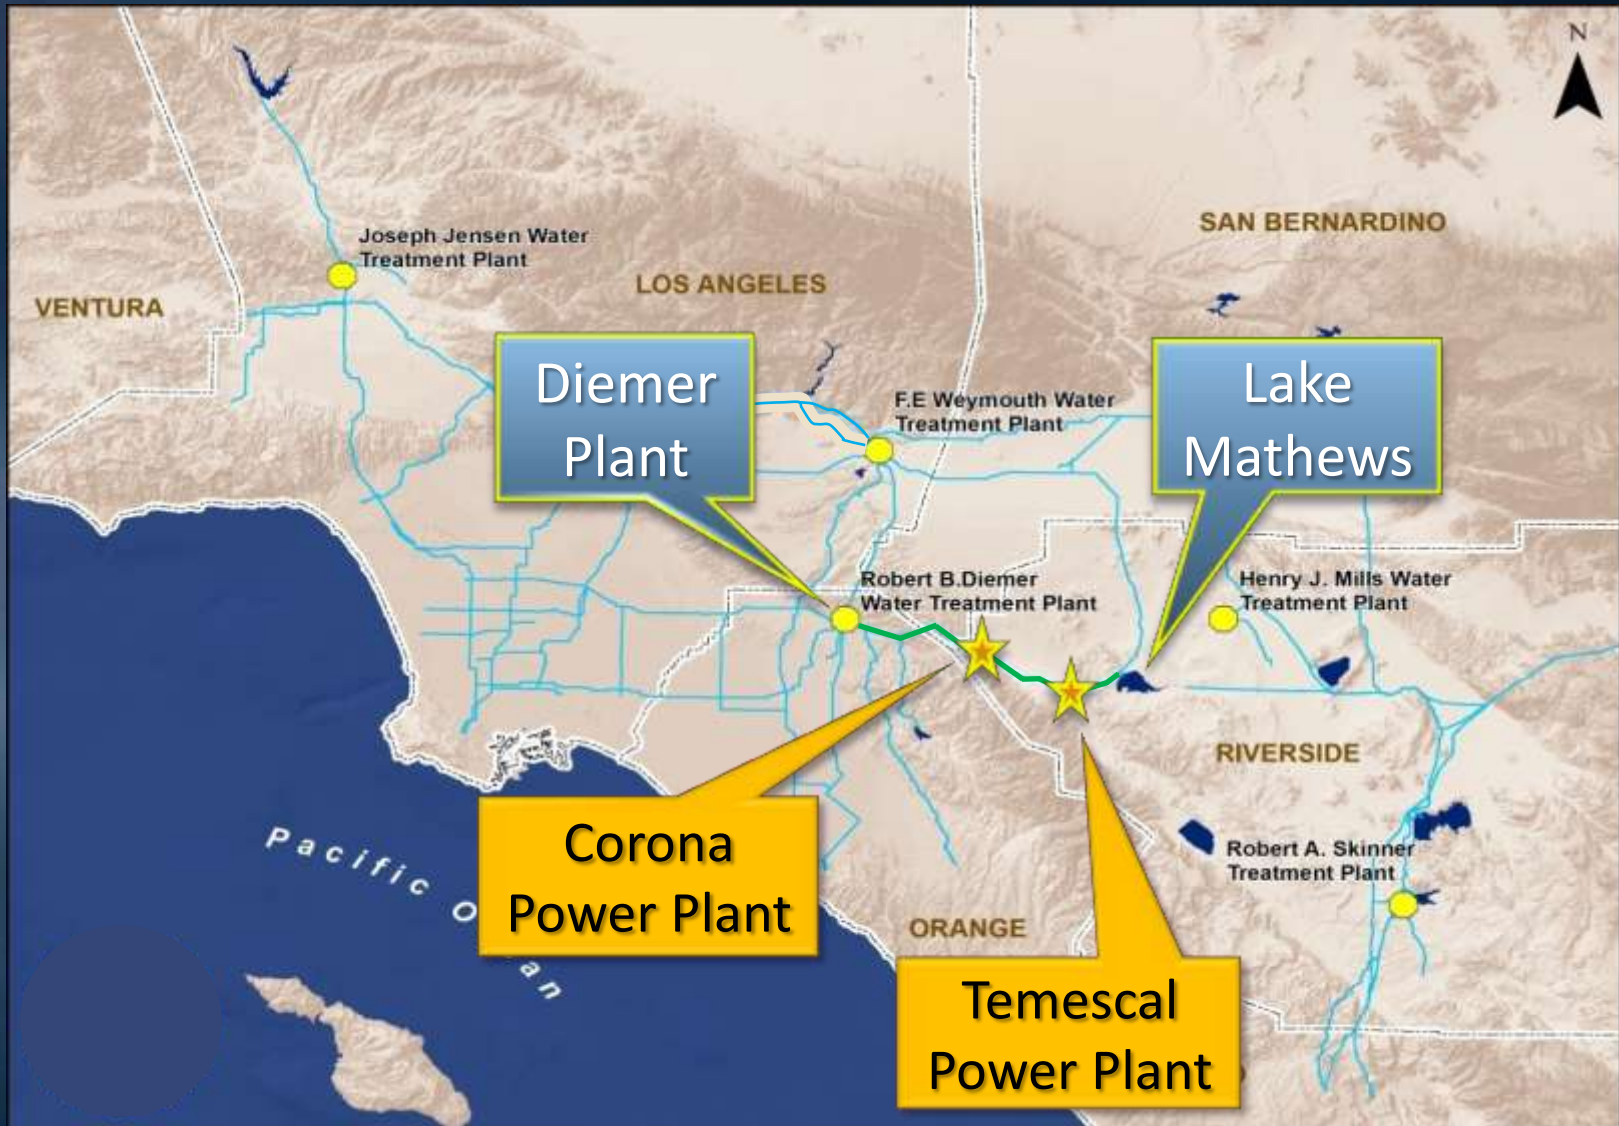 N
SAN BERNARDINO
Joseph Jensen Water
Treatment Plant
LOS ANGELES
VENTURA
Diemer
Plant
F.E Weymouth Water
Treatment Plant
Lake
Mathews
Robert B.Diemer
Water Treatment Plant
Henry J. Mills Water
Treatment Plant
RIVERSIDE
Corona
Power Plant
Pacific O an
Robert A. Skinner
Treatment Plant
ORANGE
Temescal
Power Plant